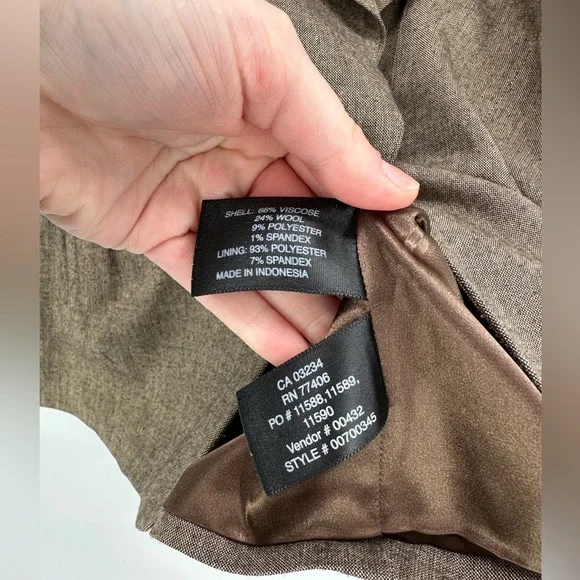 SHELL: 66% VISCOSE
24% WOOL
9% POLYESTER
1% SPANDEX
LINING: 93% POLYESTER
7% SPANDEX
MADE IN INDONESIA
CA 03234
RN 77406
PO # 11588,11589,
11590
Vendor # 00432
STYLE # 00700345